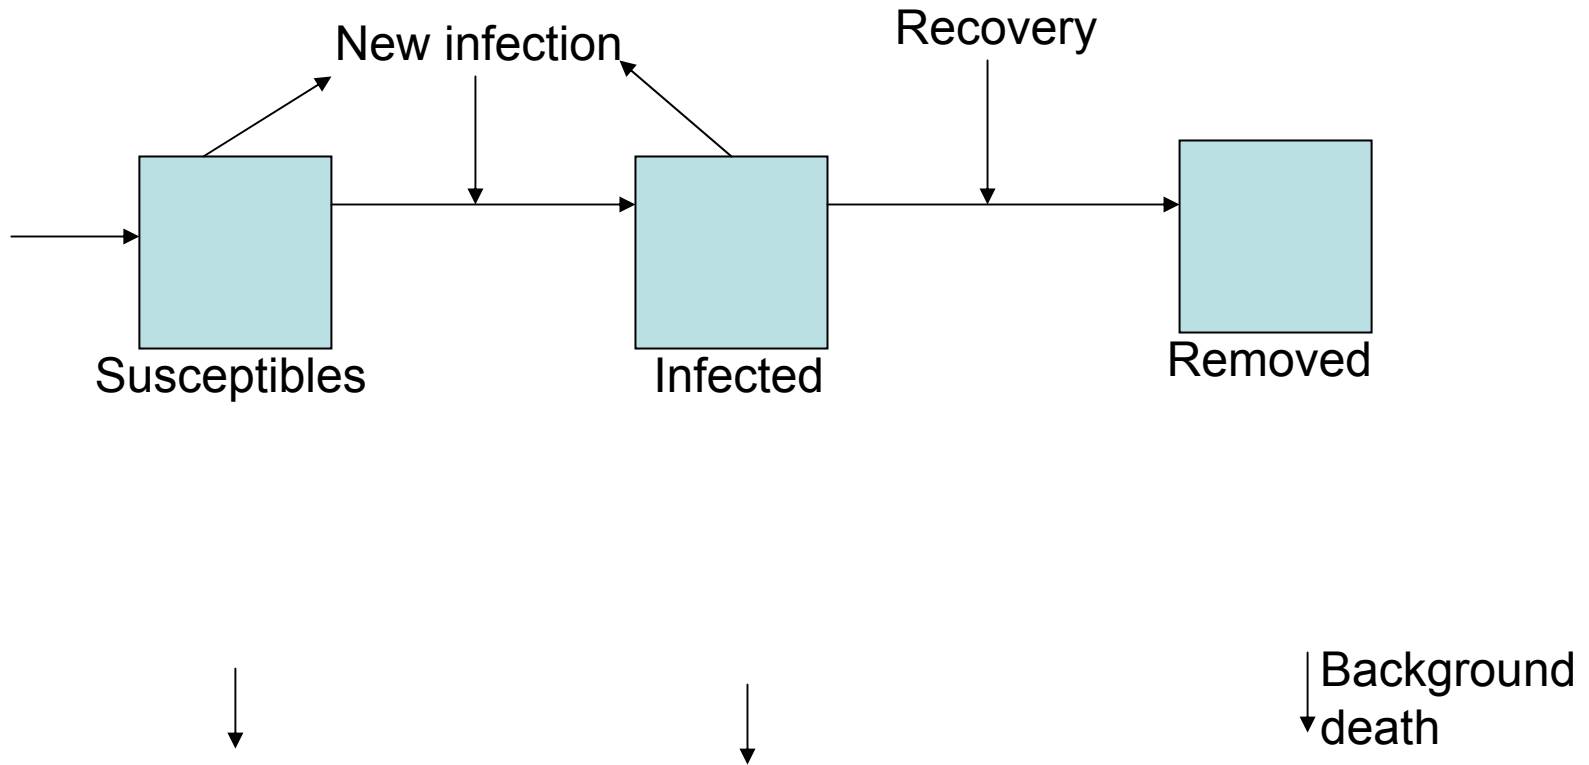 New infection
Recovery
Susceptibles
Infected
Removed
Background
death